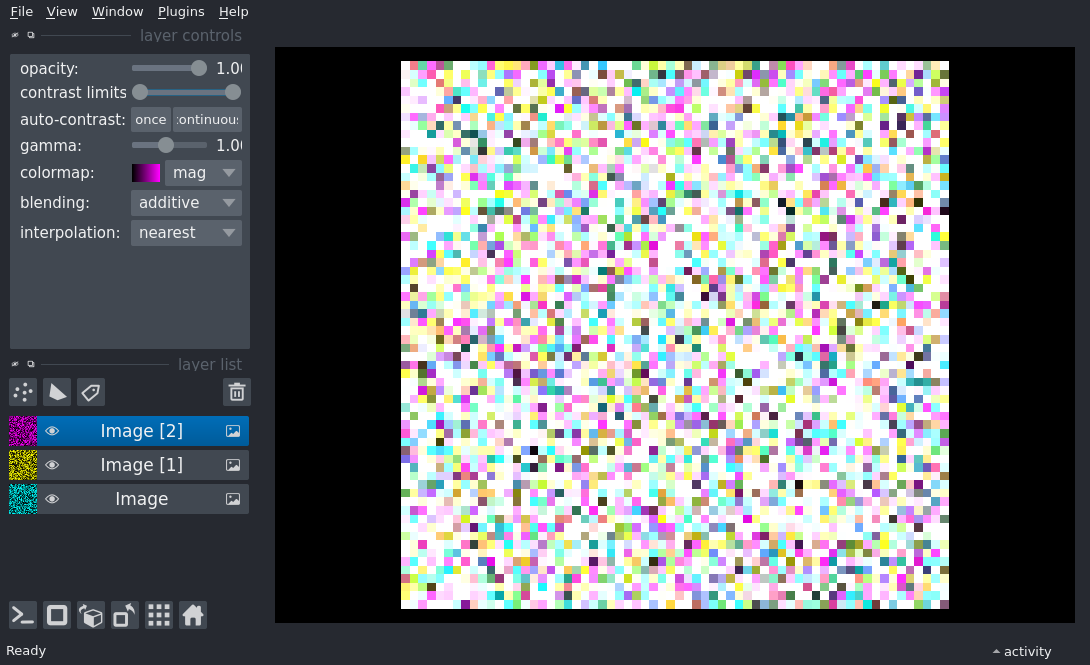 File View Window Plugins Help
layer controls
opacity: 1.00
contrast limits
auto-contrast: once continuous
gamma: 1.00
colormap: mag
blending: additive
interpolation: nearest
layer list
Image [2]
Image [1]
Image
Ready
activity